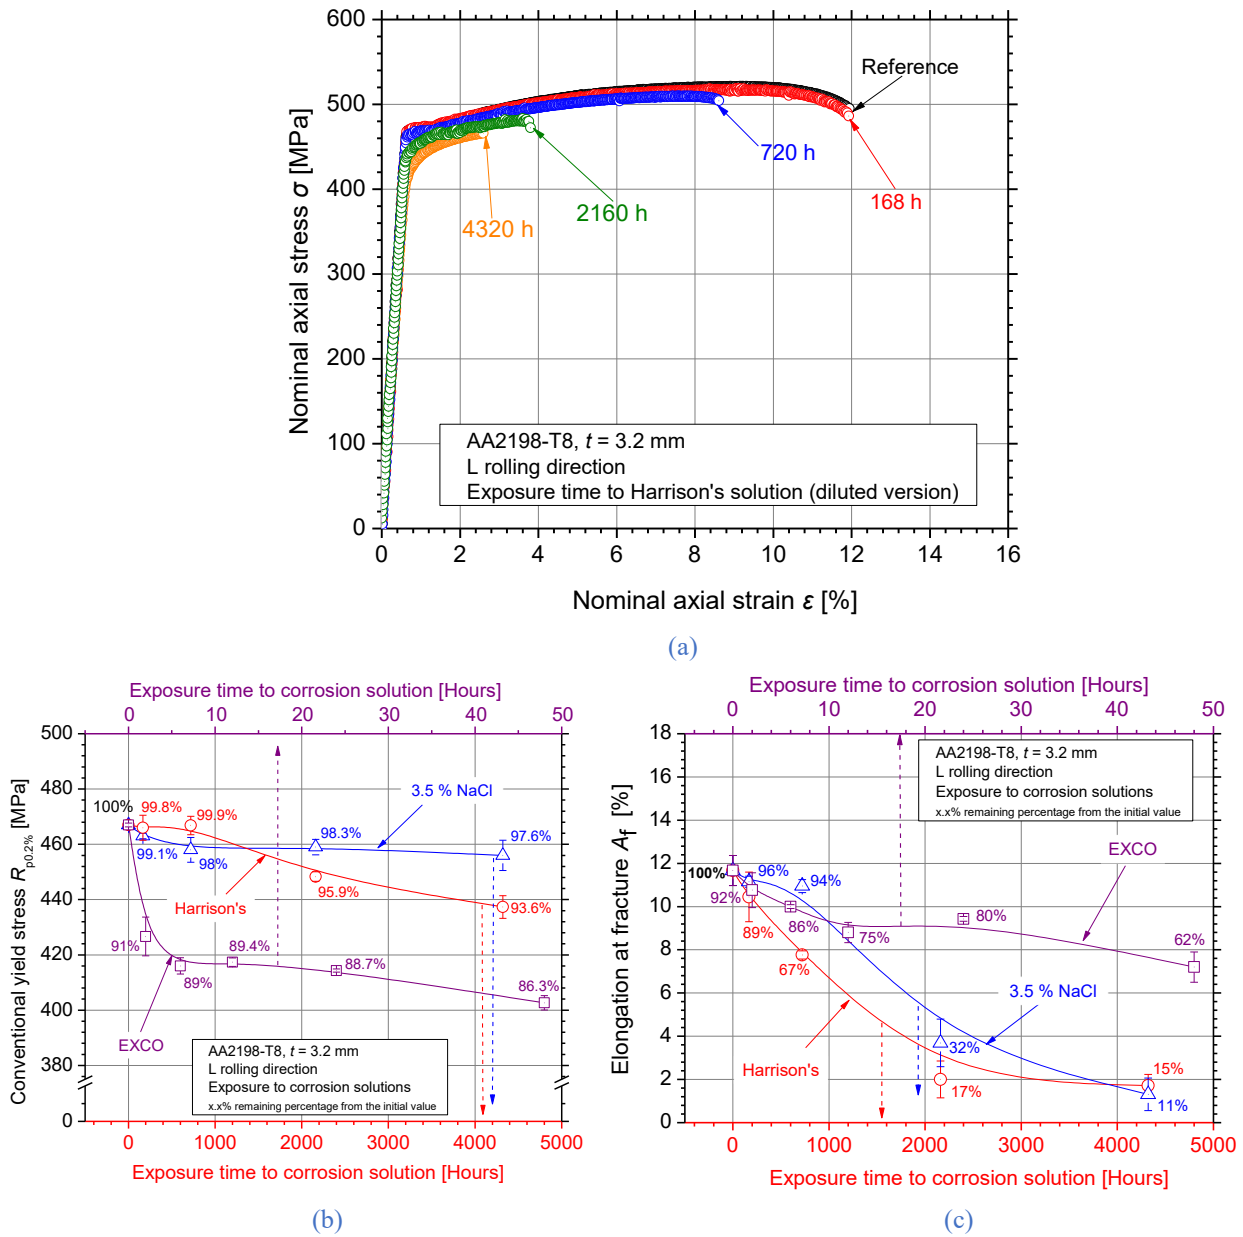 600
500
400
300
200
100
0
Nominal axial stress σ [MPa]
Reference
720 h
168 h
2160 h
4320 h
AA2198-T8, t = 3.2 mm
L rolling direction
Exposure time to Harrison's solution (diluted version)
0 2 4 6 8 10 12 14 16
Nominal axial strain ε [%]
(a)
Exposure time to corrosion solution [Hours]
0 10 20 30 40 50
500
480
460
440
420
400
380
0
Conventional yield stress Rp0.2% [MPa]
100%
99.8%
99.9%
3.5 % NaCl
98.3%
97.6%
99.1%
98%
Harrison's
95.9%
93.6%
91%
89.4%
88.7%
89%
86.3%
EXCO
AA2198-T8, t = 3.2 mm
L rolling direction
Exposure to corrosion solutions
x.x% remaining percentage from the initial value
0 1000 2000 3000 4000 5000
Exposure time to corrosion solution [Hours]
(b)
Exposure time to corrosion solution [Hours]
0 10 20 30 40 50
18
16
14
12
10
8
6
4
2
0
Elongation at fracture Af [%]
AA2198-T8, t = 3.2 mm
L rolling direction
Exposure to corrosion solutions
x.x% remaining percentage from the initial value
EXCO
100%
96%
94%
92%
86%
80%
89%
75%
67%
62%
3.5 % NaCl
32%
Harrison's
17%
15%
11%
0 1000 2000 3000 4000 5000
Exposure time to corrosion solution [Hours]
(c)